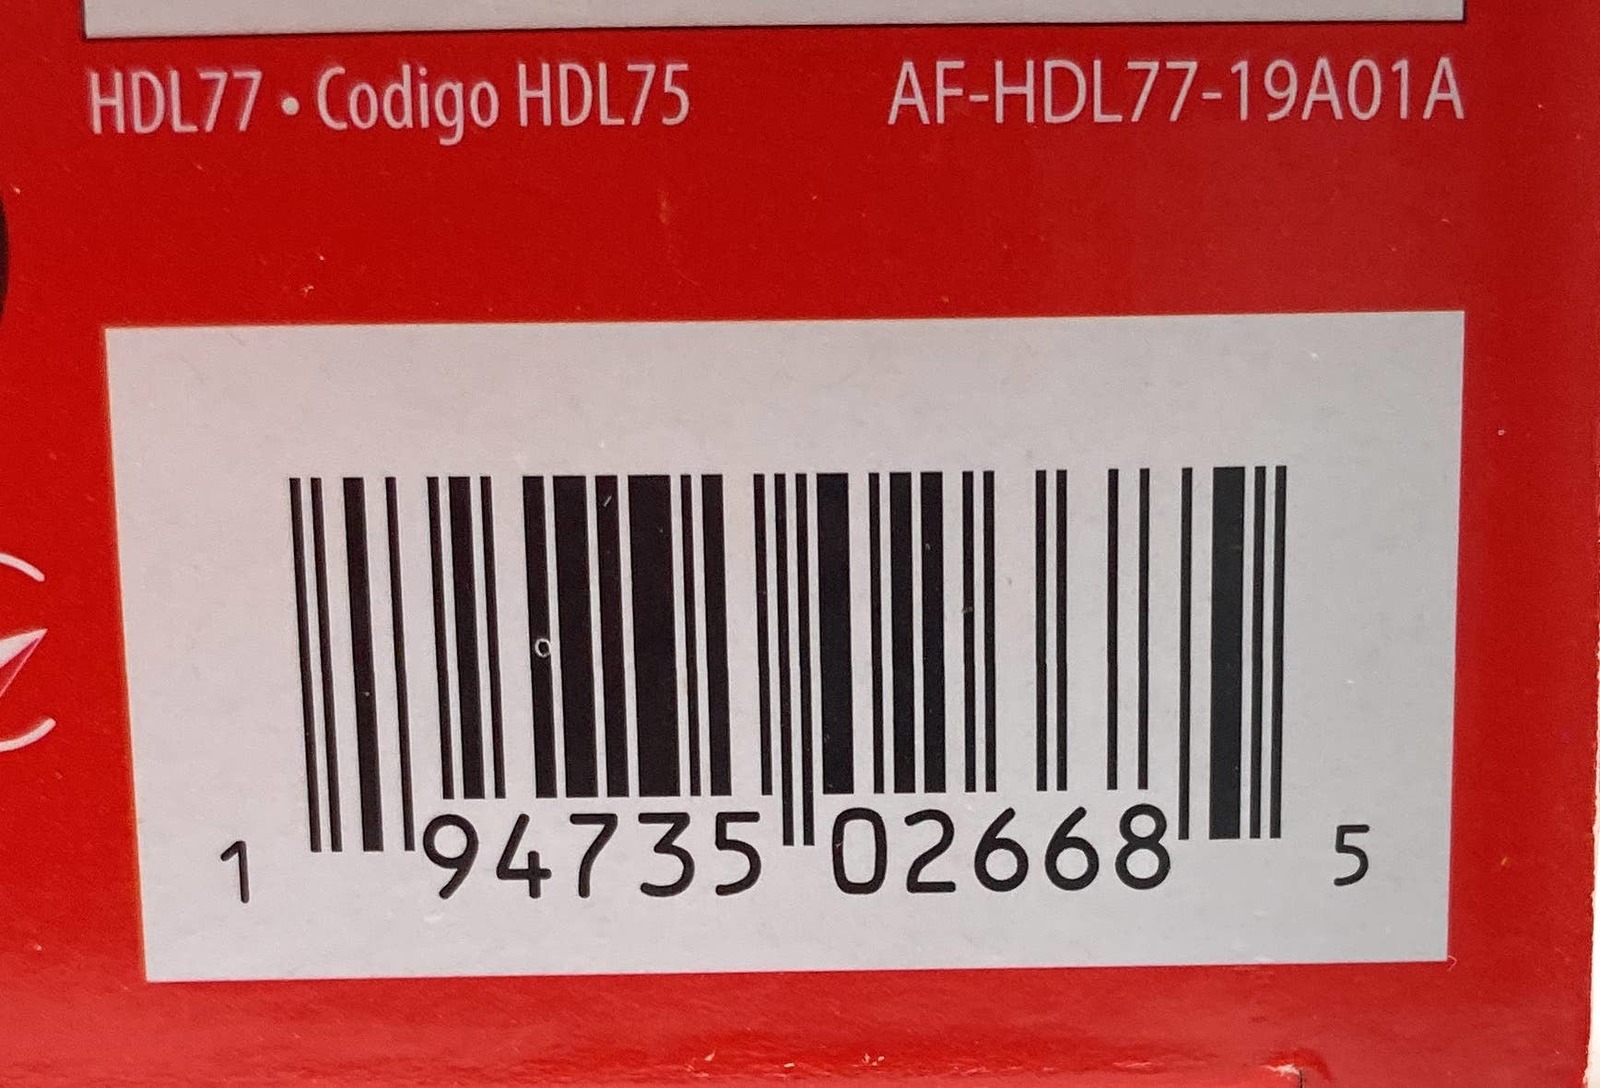 HDL77 • Codigo HDL75
AF-HDL77-19A01A
1 94735 02668 5